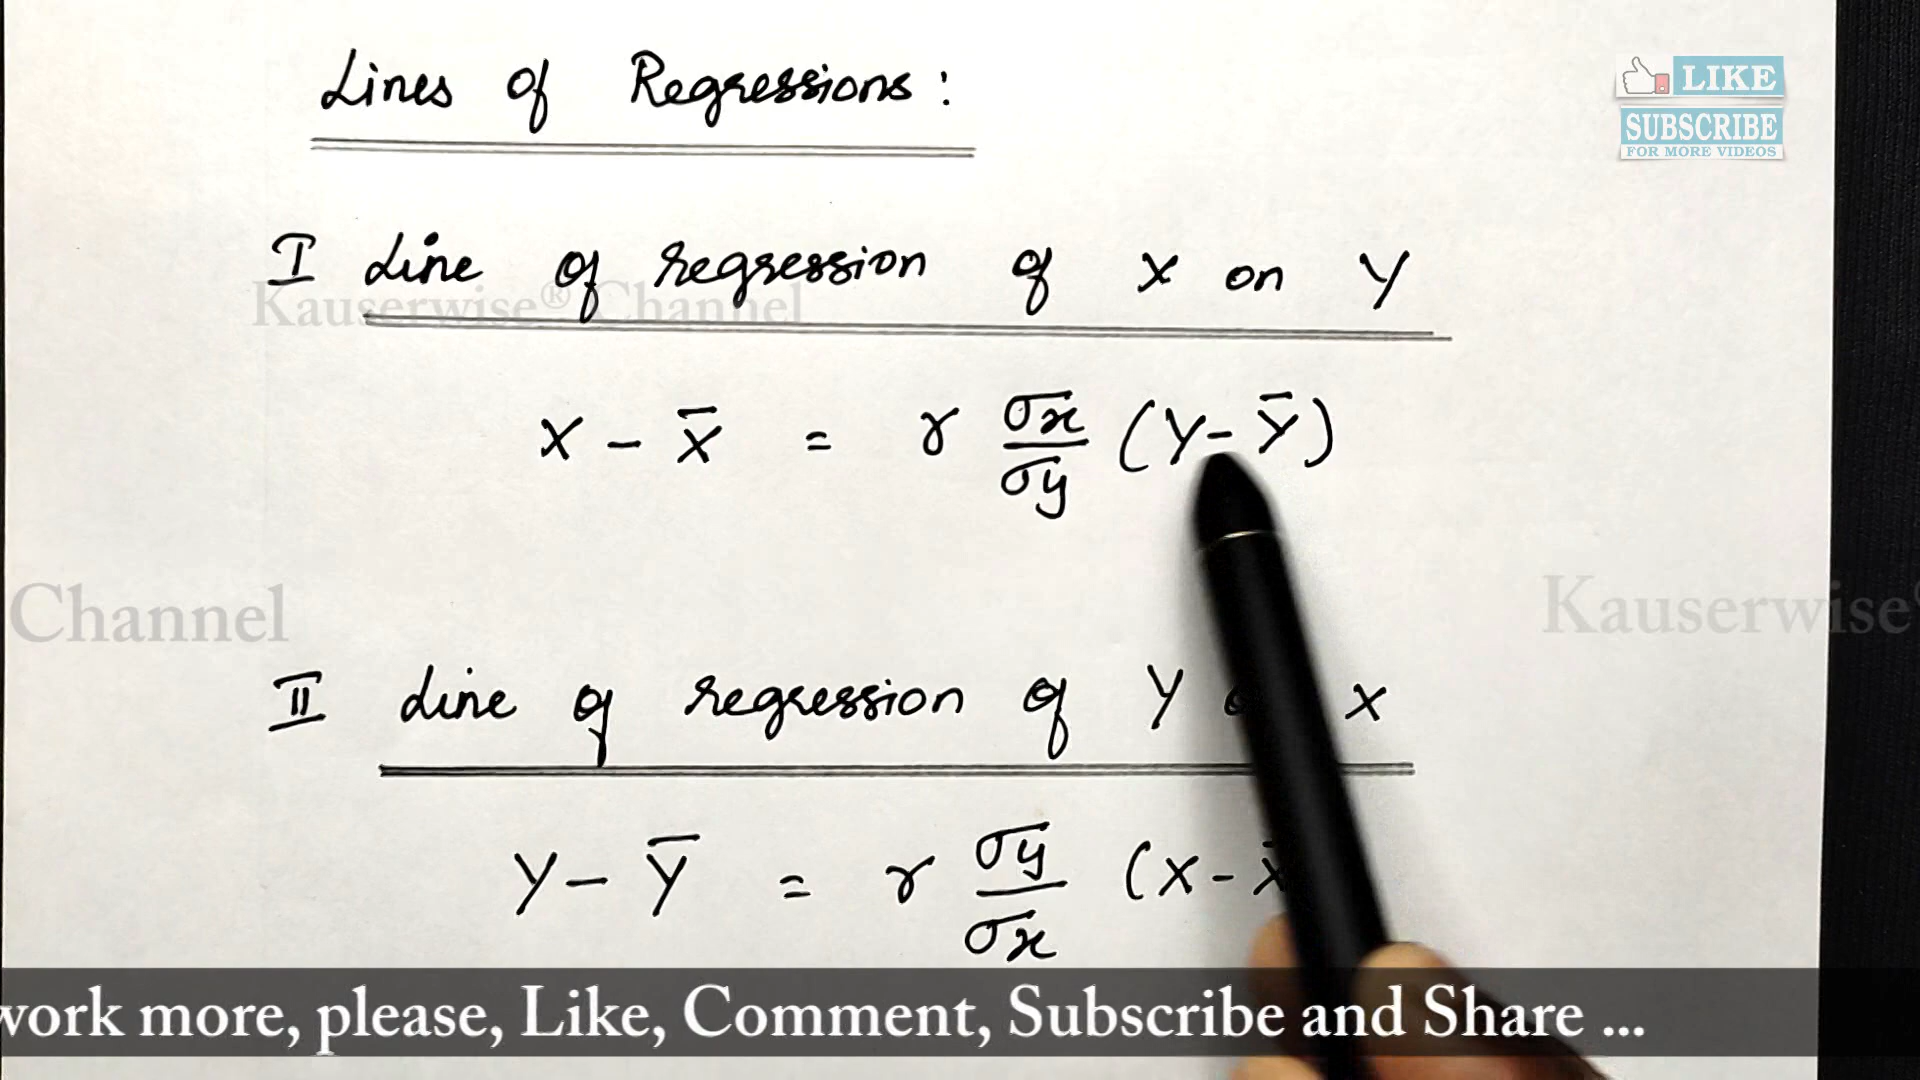 Lines of Regressions:
LIKE
SUBSCRIBE
FOR MORE VIDEOS
I Line of regression of X on Y
Kauserwise® Channel
X - X̄ = r σx/σy (Y - Ȳ)
Channel
Kauserwise®
II Line of regression of Y X
Y - Ȳ = r σy/σx (X - X̄
work more, please, Like, Comment, Subscribe and Share ...